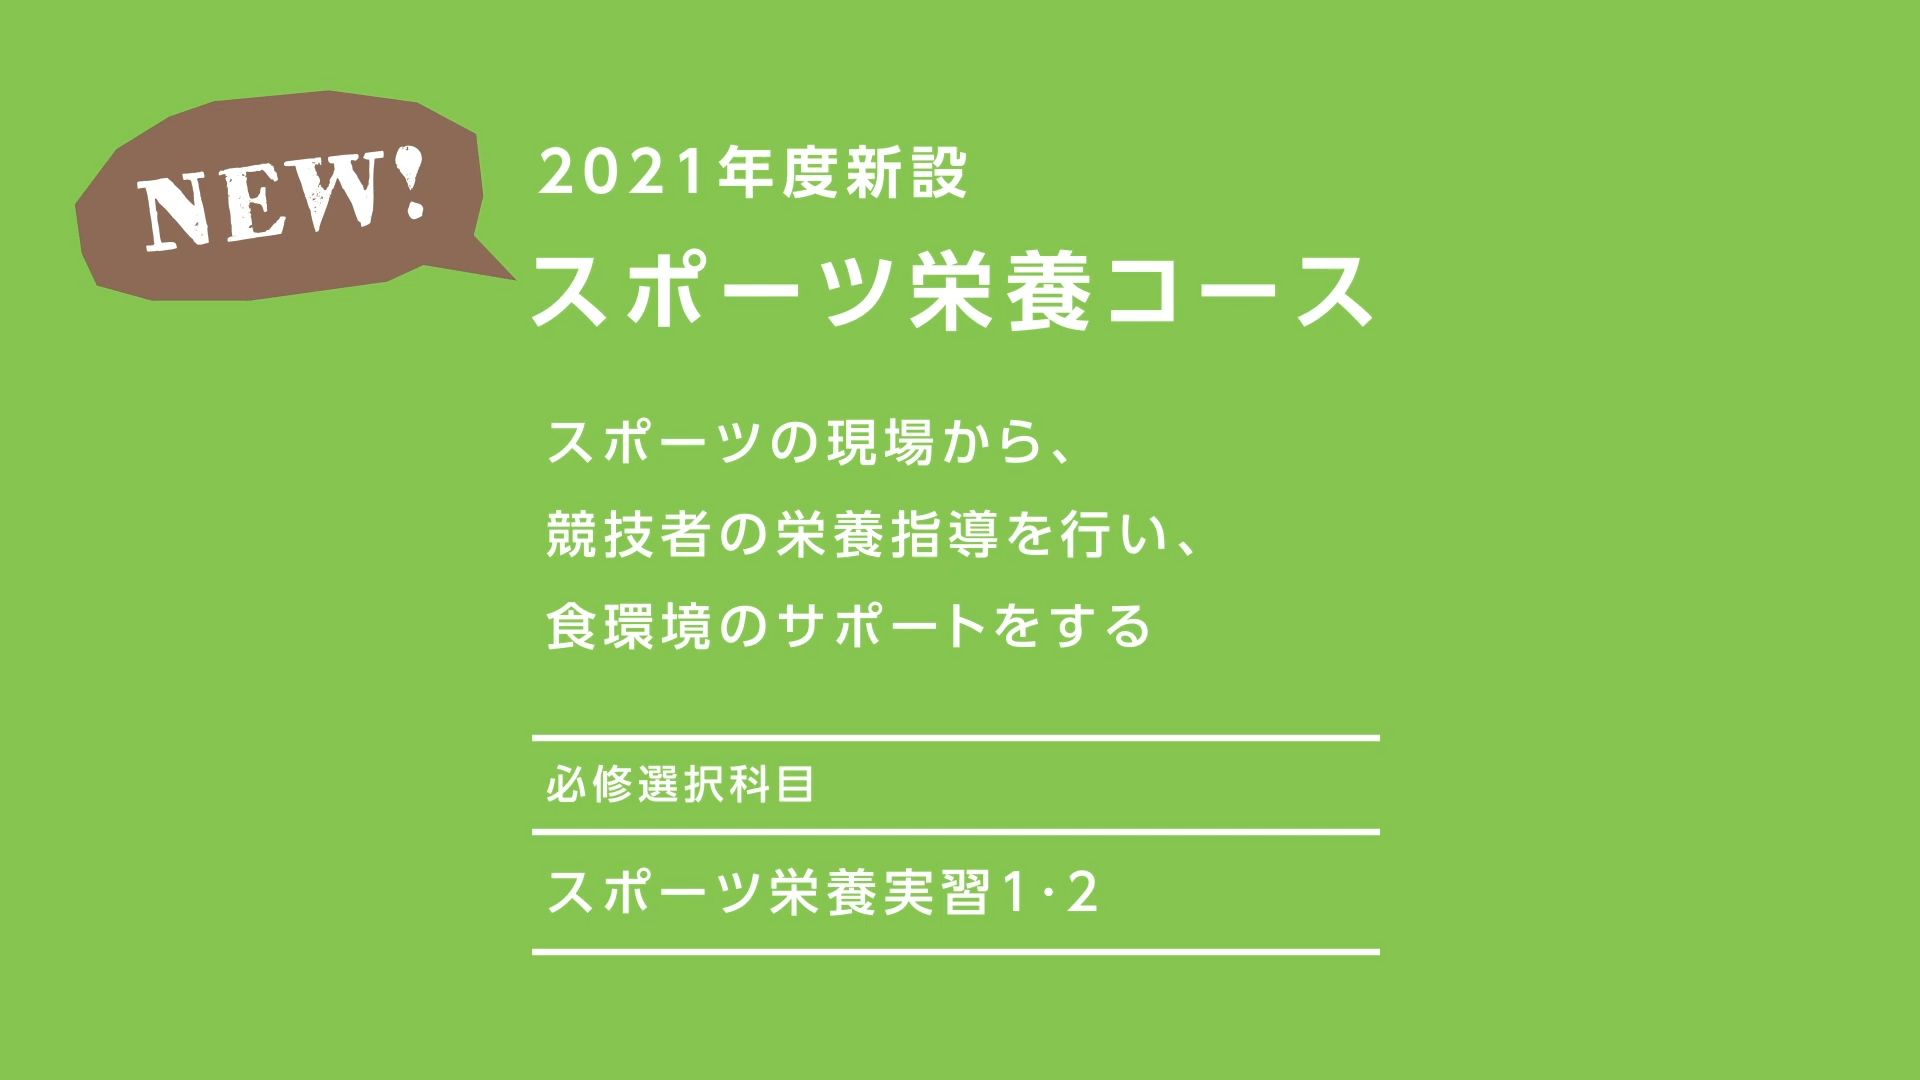 NEW!
2021年度新設
スポーツ栄養コース
スポーツの現場から、
競技者の栄養指導を行い、
食環境のサポートをする
必修選択科目
スポーツ栄養実習1·2